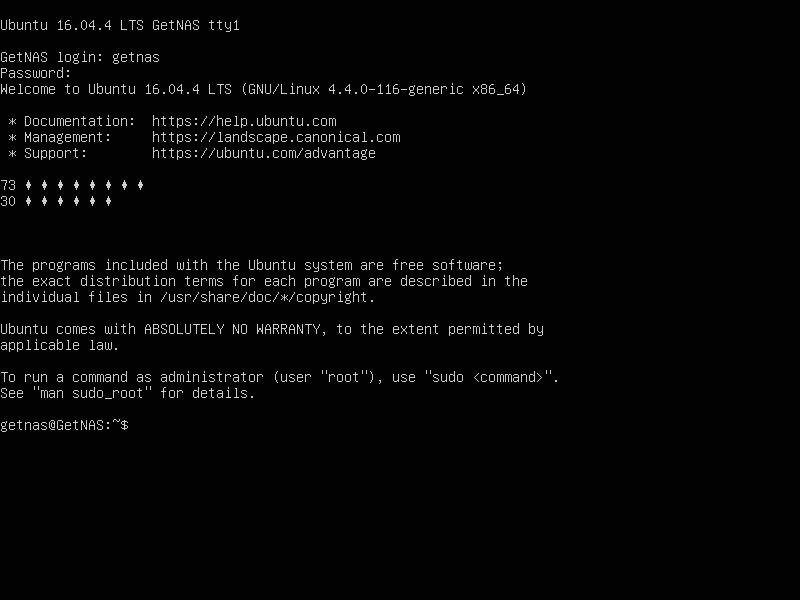 Ubuntu 16.04.4 LTS GetNAS tty1
GetNAS login: getnas
Password:
Welcome to Ubuntu 16.04.4 LTS (GNU/Linux 4.4.0-116-generic x86_64)
* Documentation:  https://help.ubuntu.com
* Management:     https://landscape.canonical.com
* Support:        https://ubuntu.com/advantage
73 ♦ ♦ ♦ ♦ ♦ ♦ ♦ ♦
30 ♦ ♦ ♦ ♦ ♦ ♦
The programs included with the Ubuntu system are free software;
the exact distribution terms for each program are described in the
individual files in /usr/share/doc/*/copyright.
Ubuntu comes with ABSOLUTELY NO WARRANTY, to the extent permitted by
applicable law.
To run a command as administrator (user "root"), use "sudo <command>".
See "man sudo_root" for details.
getnas@GetNAS:~$